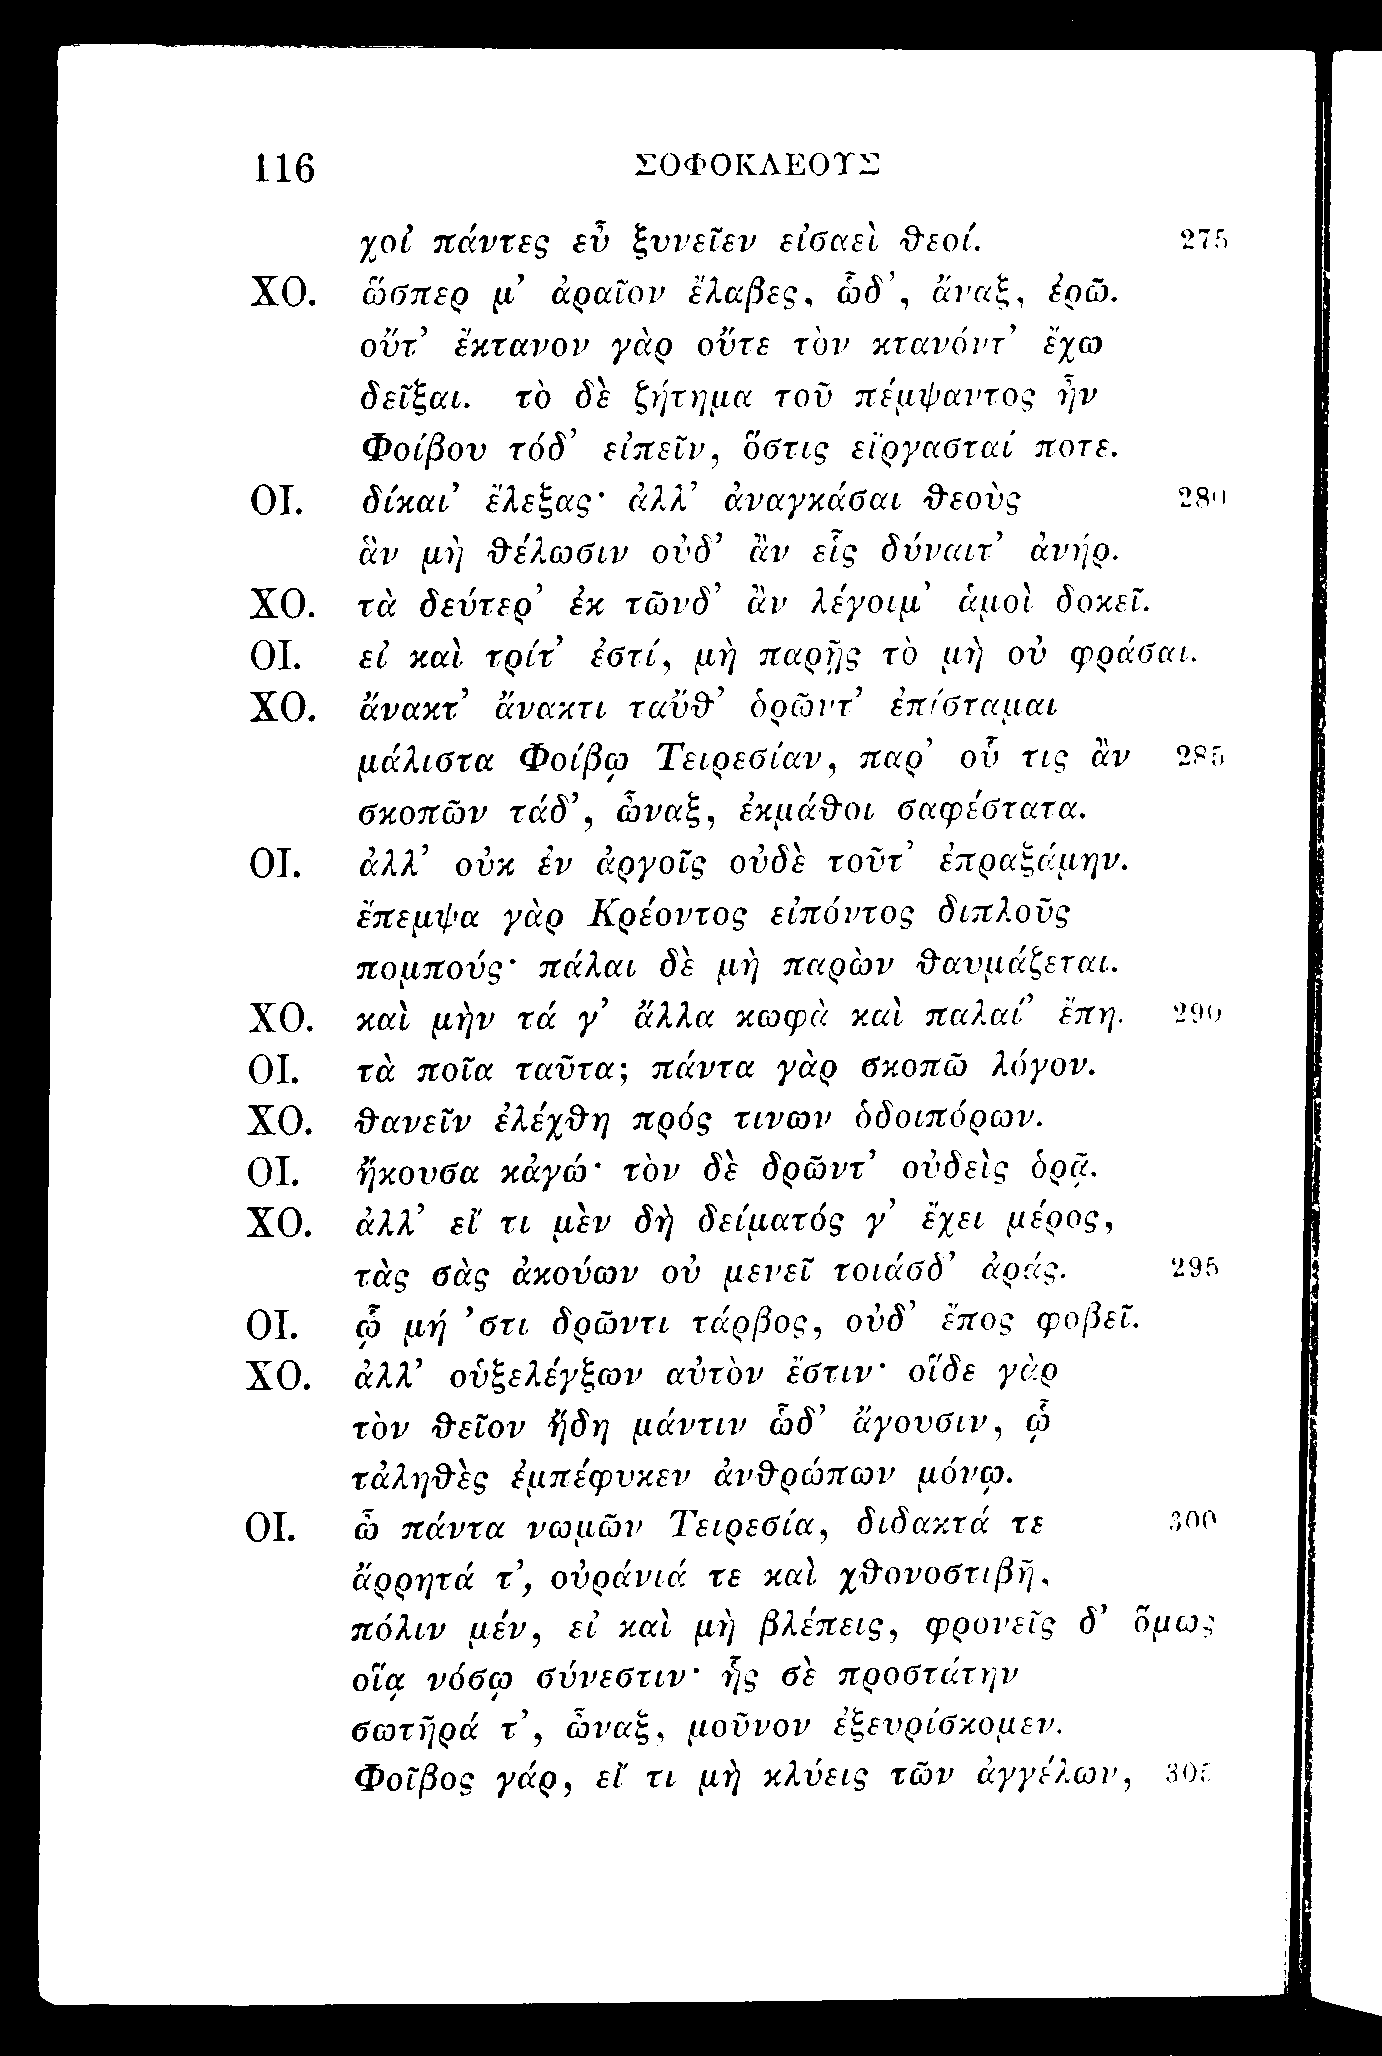 116 ΣΟΦΟΚΛΕΟΥΣ
χοἰ πάντες εὖ ξυνεῖεν εἰσαεὶ ϑεοί. 275
ΧΟ. ὥσπερ μ’ ἀραῖον ἔλαβες, ὧδ’, ἄναξ, ἐρῶ.
οὔτ’ ἔκτανον γὰρ οὔτε τὸν κτανόντ’ ἔχω
δεῖξαι. τὸ δὲ ζήτημα τοῦ πέμψαντος ἦν
Φοίβου τόδ’ εἰπεῖν, ὅστις εἴργασταί ποτε.
ΟΙ. δίκαι’ ἔλεξας· ἀλλ’ ἀναγκάσαι ϑεοὺς 280
ἃν μὴ ϑέλωσιν οὐδ’ ἂν εἷς δύναιτ’ ἀνήρ.
ΧΟ. τὰ δεύτερ’ ἐκ τῶνδ’ ἂν λέγοιμ’ ἁμοὶ δοκεῖ.
ΟΙ. εἰ καὶ τρίτ’ ἐστί, μὴ παρῇς τὸ μὴ οὐ φράσαι.
ΧΟ. ἄνακτ’ ἄνακτι ταὔϑ’ ὁρῶντ’ ἐπίσταμαι
μάλιστα Φοίβῳ Τειρεσίαν, παρ’ οὗ τις ἂν 285
σκοπῶν τάδ’, ὦναξ, ἐκμάϑοι σαφέστατα.
ΟΙ. ἀλλ’ οὐκ ἐν ἀργοῖς οὐδὲ τοῦτ’ ἐπραξάμην.
ἔπεμψα γὰρ Κρέοντος εἰπόντος διπλοῦς
πομπούς· πάλαι δὲ μὴ παρὼν ϑαυμάζεται.
ΧΟ. καὶ μὴν τά γ’ ἄλλα κωφὰ καὶ παλαί’ ἔπη. 290
ΟΙ. τὰ ποῖα ταῦτα; πάντα γὰρ σκοπῶ λόγον.
ΧΟ. ϑανεῖν ἐλέχϑη πρός τινων ὁδοιπόρων.
ΟΙ. ἤκουσα κἀγώ· τὸν δὲ δρῶντ’ οὐδεὶς ὁρᾷ.
ΧΟ. ἀλλ’ εἴ τι μὲν δὴ δείματός γ’ ἔχει μέρος,
τὰς σὰς ἀκούων οὐ μενεῖ τοιάσδ’ ἀράς. 295
ΟΙ. ᾧ μή ’στι δρῶντι τάρβος, οὐδ’ ἔπος φοβεῖ.
ΧΟ. ἀλλ’ οὑξελέγξων αὐτὸν ἔστιν· οἵδε γὰρ
τὸν ϑεῖον ἤδη μάντιν ὧδ’ ἄγουσιν, ᾧ
τἀληϑὲς ἐμπέφυκεν ἀνϑρώπων μόνῳ.
ΟΙ. ὦ πάντα νωμῶν Τειρεσία, διδακτά τε 300
ἄρρητά τ’, οὐράνιά τε καὶ χϑονοστιβῆ,
πόλιν μέν, εἰ καὶ μὴ βλέπεις, φρονεῖς δ’ ὅμως
οἵᾳ νόσῳ σύνεστιν· ἧς σὲ προστάτην
σωτῆρά τ’, ὦναξ, μοῦνον ἐξευρίσκομεν.
Φοῖβος γάρ, εἴ τι μὴ κλύεις τῶν ἀγγέλων, 305